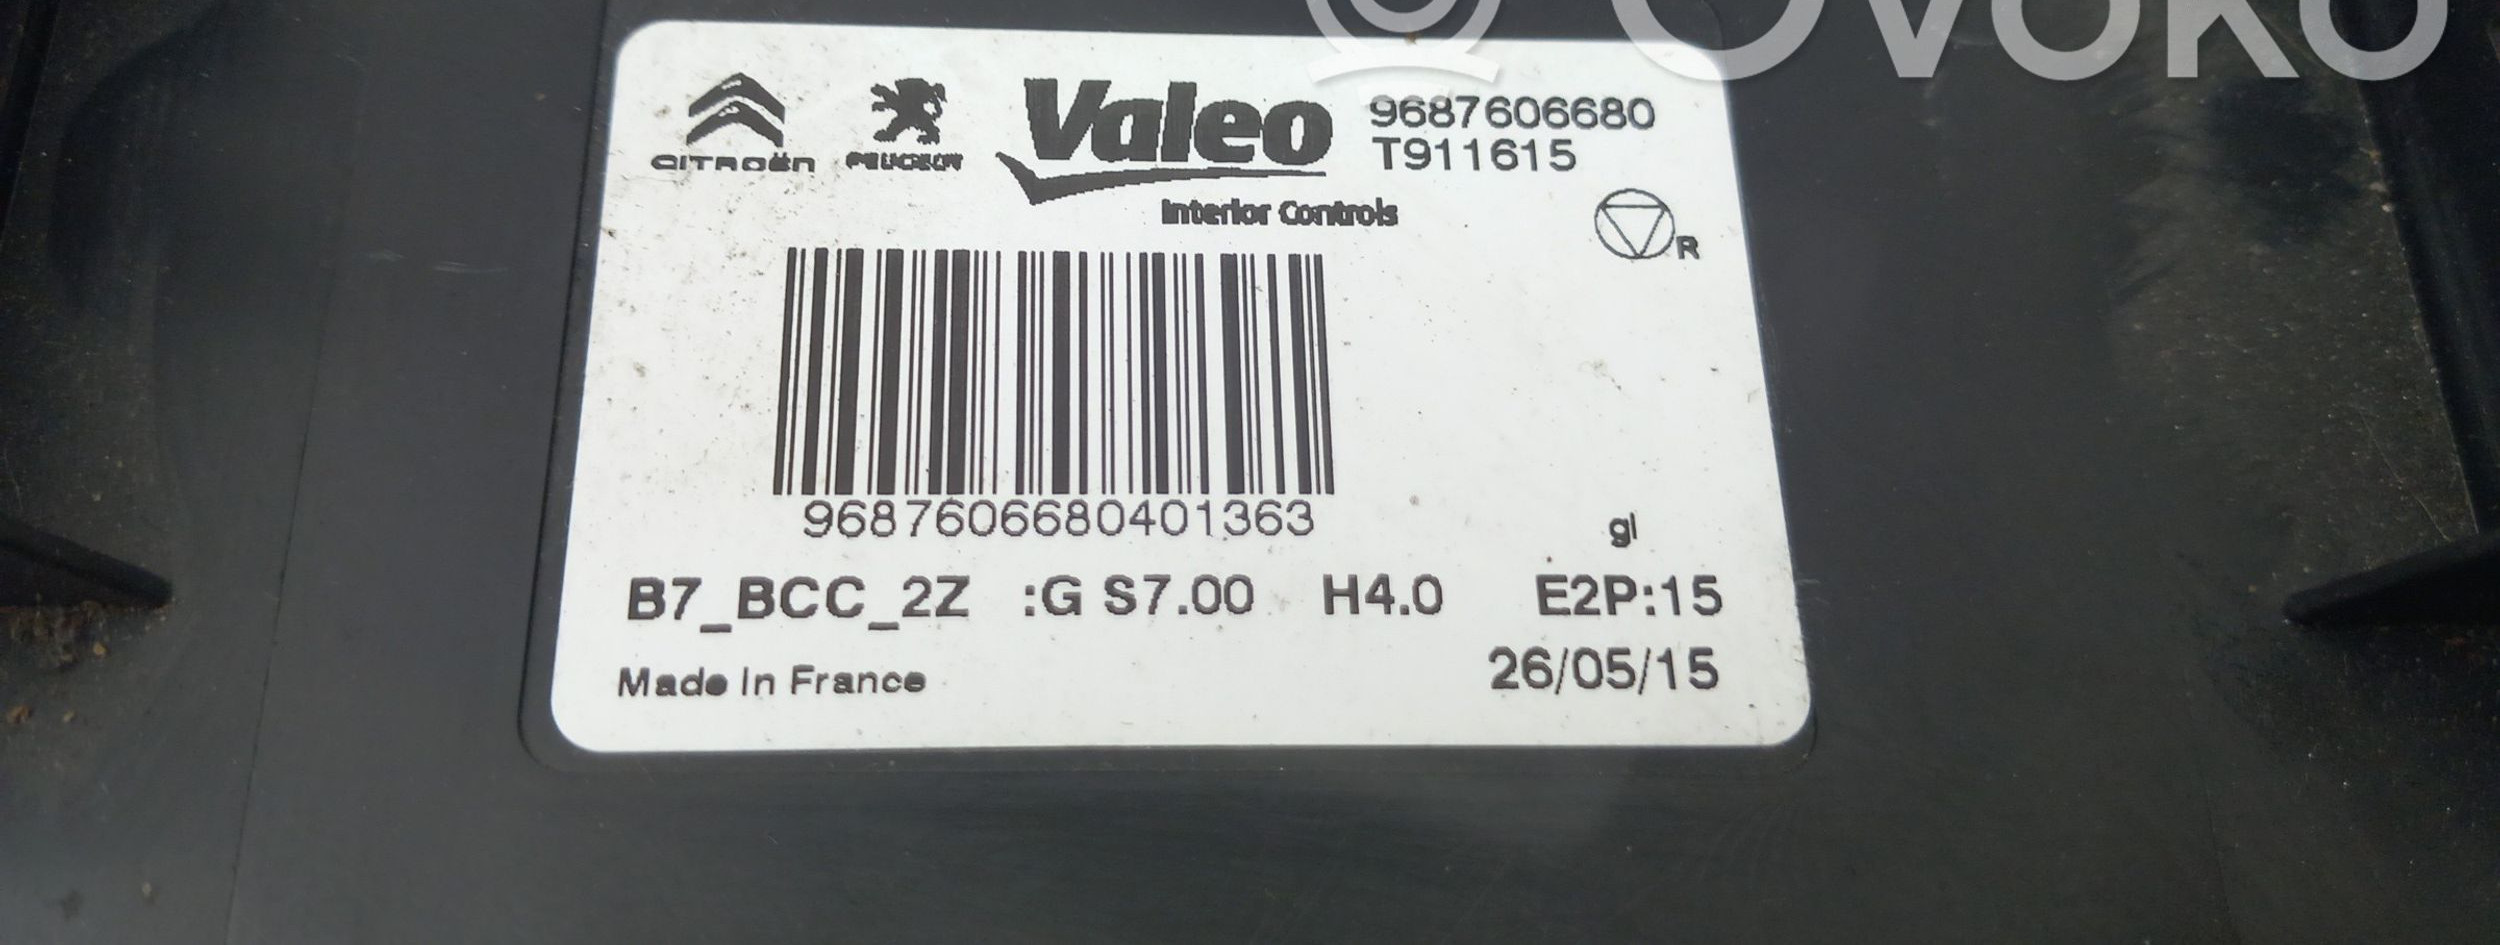 OVOKO
CITROËN PEUGEOT Valeo 9687606680
T911615
Interior Controls
R
9687606680401363
gl
B7_BCC_2Z :G S7.00 H4.0 E2P:15
Made In France 26/05/15